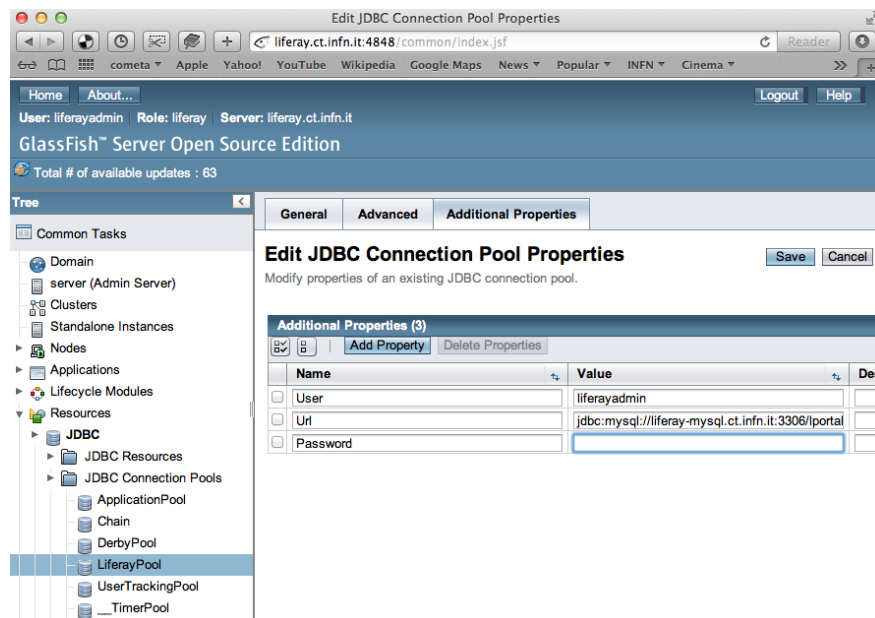 Edit JDBC Connection Pool Properties
liferay.ct.infn.it:4848/common/index.jsf
Reader
cometa Apple Yahoo! YouTube Wikipedia Google Maps News Popular INFN Cinema
Home About... Logout Help
User: liferayadmin Role: liferay Server: liferay.ct.infn.it
GlassFish™ Server Open Source Edition
Total # of available updates : 63
Tree
Common Tasks
Domain
server (Admin Server)
Clusters
Standalone Instances
Nodes
Applications
Lifecycle Modules
Resources
JDBC
JDBC Resources
JDBC Connection Pools
ApplicationPool
Chain
DerbyPool
LiferayPool
UserTrackingPool
__TimerPool
General Advanced Additional Properties
Edit JDBC Connection Pool Properties
Save Cancel
Modify properties of an existing JDBC connection pool.
Additional Properties (3)
Add Property Delete Properties
Name Value De
User liferayadmin
Url jdbc:mysql://liferay-mysql.ct.infn.it:3306/lportal
Password